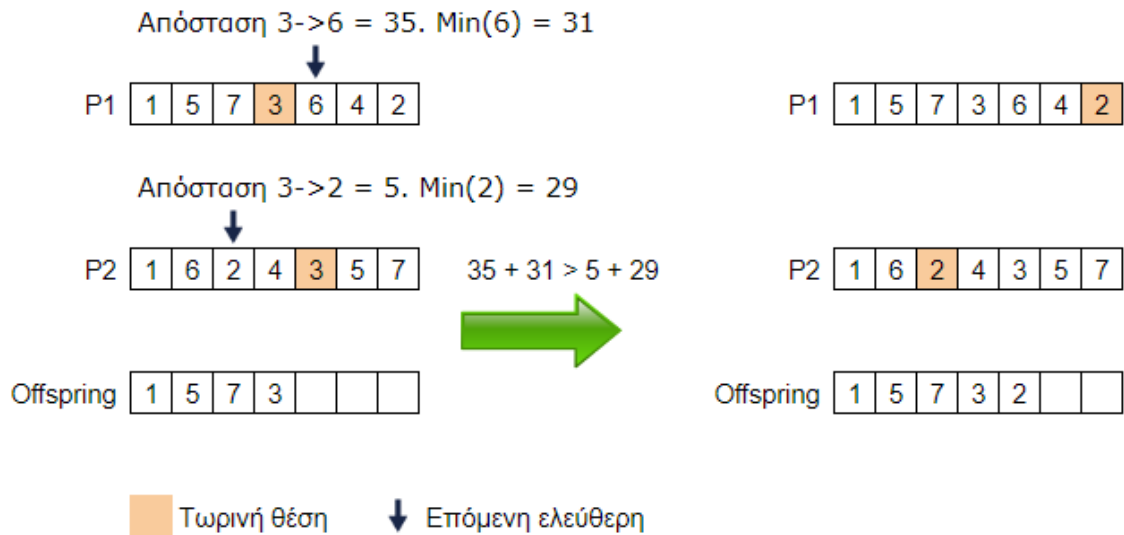 Απόσταση 3->6 = 35. Min(6) = 31
P1 1 5 7 3 6 4 2
P1 1 5 7 3 6 4 2
Απόσταση 3->2 = 5. Min(2) = 29
P2 1 6 2 4 3 5 7
35 + 31 > 5 + 29
P2 1 6 2 4 3 5 7
Offspring 1 5 7 3
Offspring 1 5 7 3 2
Τωρινή θέση
Επόμενη ελεύθερη